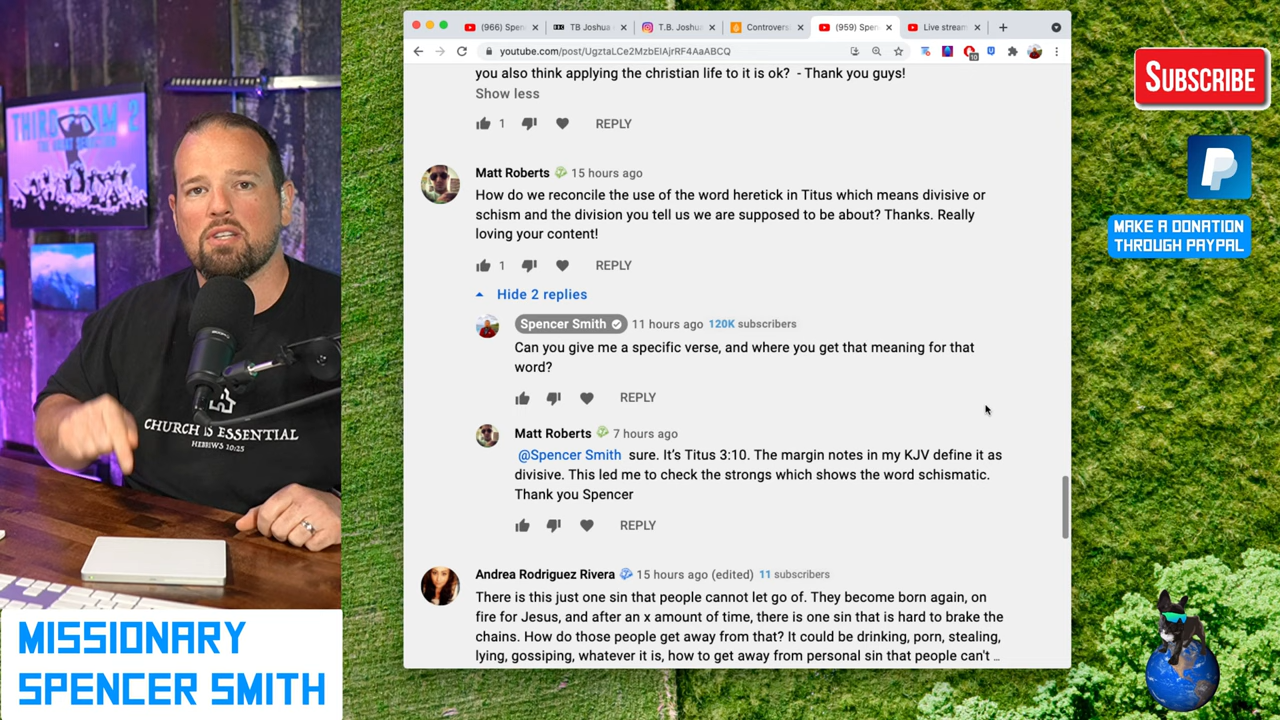 (966) Spen
TB Joshua
T.B. Joshua
Controvers
(959) Spen
Live stream
youtube.com/post/UgztaLCe2MzbEIAjrRF4AaABCQ
10
you also think applying the christian life to it is ok? - Thank you guys!
Show less
1 REPLY
Matt Roberts 15 hours ago
How do we reconcile the use of the word heretick in Titus which means divisive or
schism and the division you tell us we are supposed to be about? Thanks. Really
loving your content!
1 REPLY
Hide 2 replies
Spencer Smith 11 hours ago 120K subscribers
Can you give me a specific verse, and where you get that meaning for that
word?
REPLY
Matt Roberts 7 hours ago
@Spencer Smith sure. It's Titus 3:10. The margin notes in my KJV define it as
divisive. This led me to check the strongs which shows the word schismatic.
Thank you Spencer
REPLY
Andrea Rodriguez Rivera 15 hours ago (edited) 11 subscribers
There is this just one sin that people cannot let go of. They become born again, on
fire for Jesus, and after an x amount of time, there is one sin that is hard to brake the
chains. How do those people get away from that? It could be drinking, porn, stealing,
lying, gossiping, whatever it is, how to get away from personal sin that people can't ...
THIRD ADAM 2
CHURCH IS ESSENTIAL
HEBREWS 10:25
MISSIONARY
SPENCER SMITH
SUBSCRIBE
MAKE A DONATION
THROUGH PAYPAL